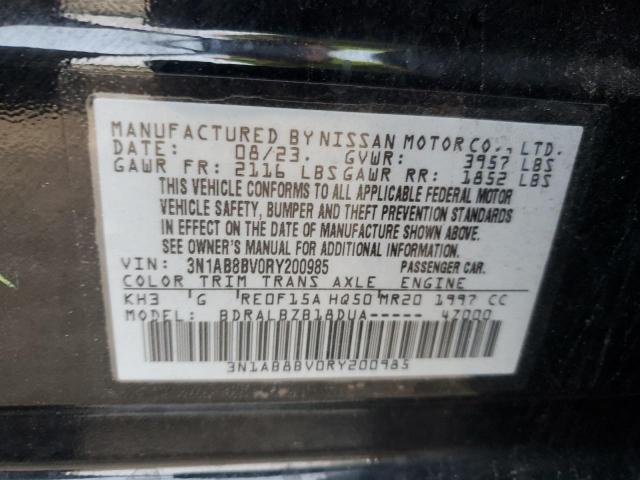 MANUFACTURED BY NISSAN MOTOR CO., LTD.
DATE: 08/23. GVWR: 3957 LBS
GAWR FR: 2116 LBS GAWR RR: 1852 LBS
THIS VEHICLE CONFORMS TO ALL APPLICABLE FEDERAL MOTOR
VEHICLE SAFETY, BUMPER AND THEFT PREVENTION STANDARDS
IN EFFECT ON THE DATE OF MANUFACTURE SHOWN ABOVE.
SEE OWNER'S MANUAL FOR ADDITIONAL INFORMATION.
VIN: 3N1AB8BV0RY200985 PASSENGER CAR.
COLOR TRIM TRANS AXLE ENGINE
KH3 G RE0F15A HQ50 MR20 1997 CC
MODEL: BDRALBZB18DUA----- 4Z000
3N1AB8BV0RY200985